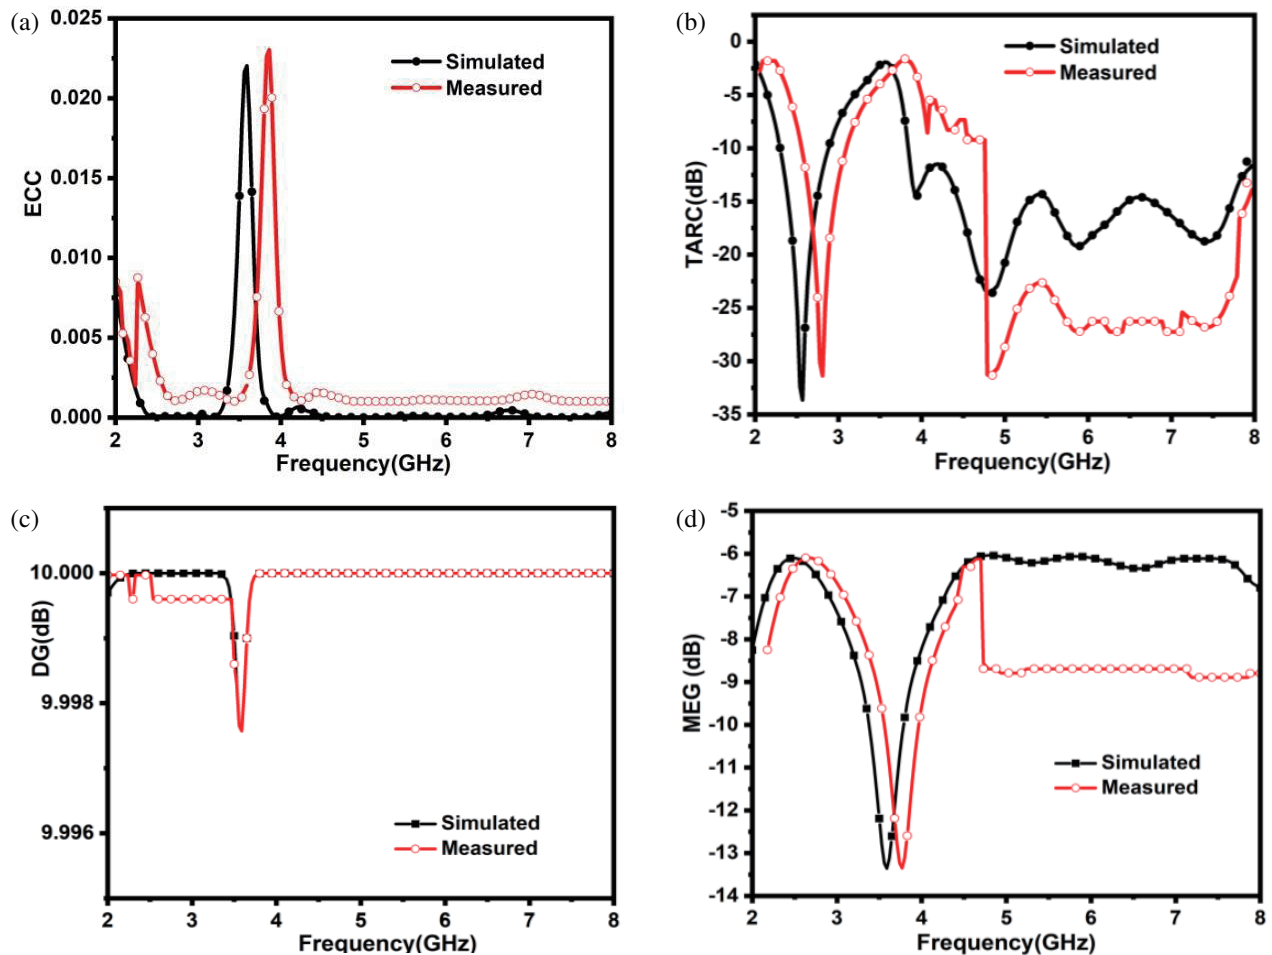 (a)
0.025
0.020
0.015
0.010
0.005
0.000
ECC
Simulated
Measured
2 3 4 5 6 7 8
Frequency(GHz)
(b)
0
-5
-10
-15
-20
-25
-30
-35
TARC(dB)
Simulated
Measured
2 3 4 5 6 7 8
Frequency(GHz)
(c)
10.000
9.998
9.996
DG(dB)
Simulated
Measured
2 3 4 5 6 7 8
Frequency(GHz)
(d)
-5
-6
-7
-8
-9
-10
-11
-12
-13
-14
MEG (dB)
Simulated
Measured
2 3 4 5 6 7 8
Frequency(GHz)